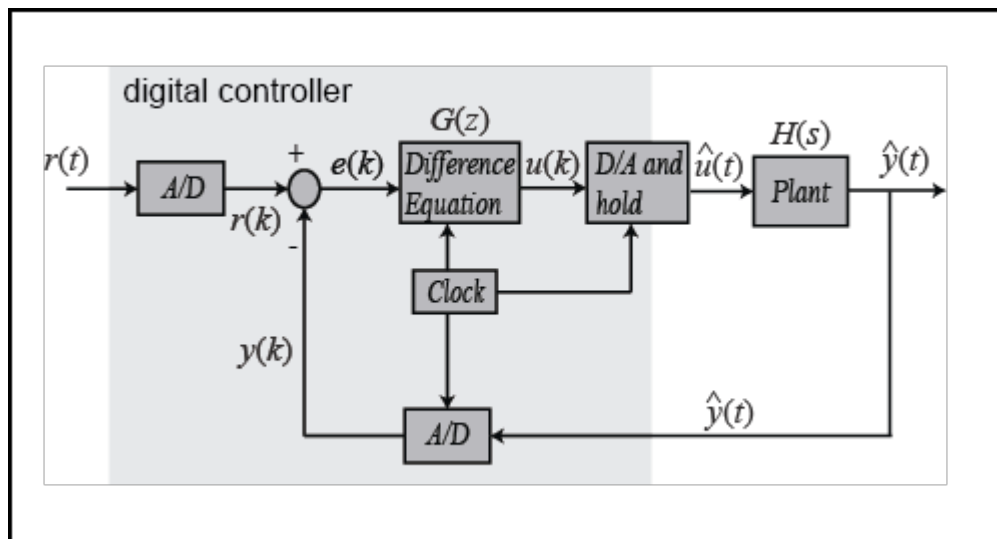 digital controller
G(z)
H(s)
r(t)
A/D
r(k)
+
-
e(k)
Difference
Equation
u(k)
D/A and
hold
û(t)
Plant
ŷ(t)
Clock
y(k)
A/D
ŷ(t)